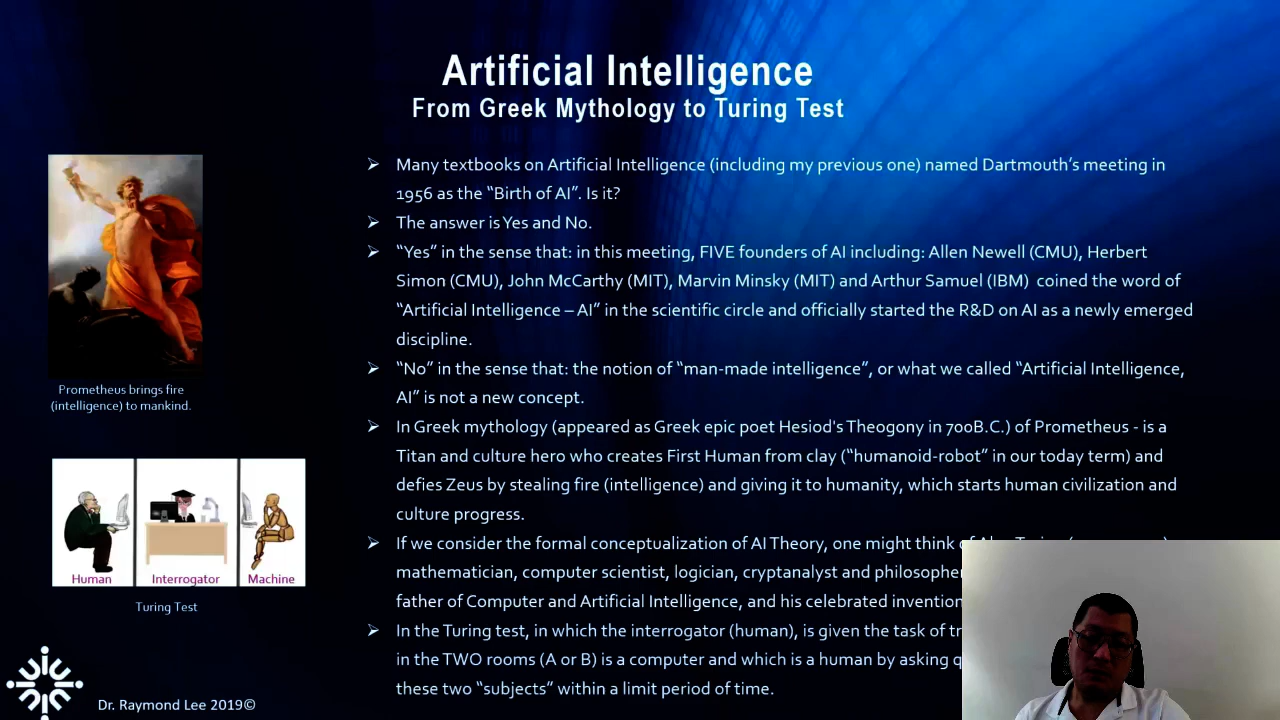 Artificial Intelligence
From Greek Mythology to Turing Test
➢ Many textbooks on Artificial Intelligence (including my previous one) named Dartmouth's meeting in
1956 as the “Birth of AI”. Is it?
➢ The answer is Yes and No.
➢ “Yes” in the sense that: in this meeting, FIVE founders of AI including: Allen Newell (CMU), Herbert
Simon (CMU), John McCarthy (MIT), Marvin Minsky (MIT) and Arthur Samuel (IBM) coined the word of
“Artificial Intelligence – AI” in the scientific circle and officially started the R&D on AI as a newly emerged
discipline.
➢ “No” in the sense that: the notion of “man-made intelligence”, or what we called “Artificial Intelligence,
AI” is not a new concept.
➢ In Greek mythology (appeared as Greek epic poet Hesiod's Theogony in 700B.C.) of Prometheus - is a
Titan and culture hero who creates First Human from clay (“humanoid-robot” in our today term) and
defies Zeus by stealing fire (intelligence) and giving it to humanity, which starts human civilization and
culture progress.
➢ If we consider the formal conceptualization of AI Theory, one might think
mathematician, computer scientist, logician, cryptanalyst and philosopher
father of Computer and Artificial Intelligence, and his celebrated invention
➢ In the Turing test, in which the interrogator (human), is given the task of
in the TWO rooms (A or B) is a computer and which is a human by asking
these two “subjects” within a limit period of time.
Prometheus brings fire
(intelligence) to mankind.
Human Interrogator Machine
Turing Test
Dr. Raymond Lee 2019©